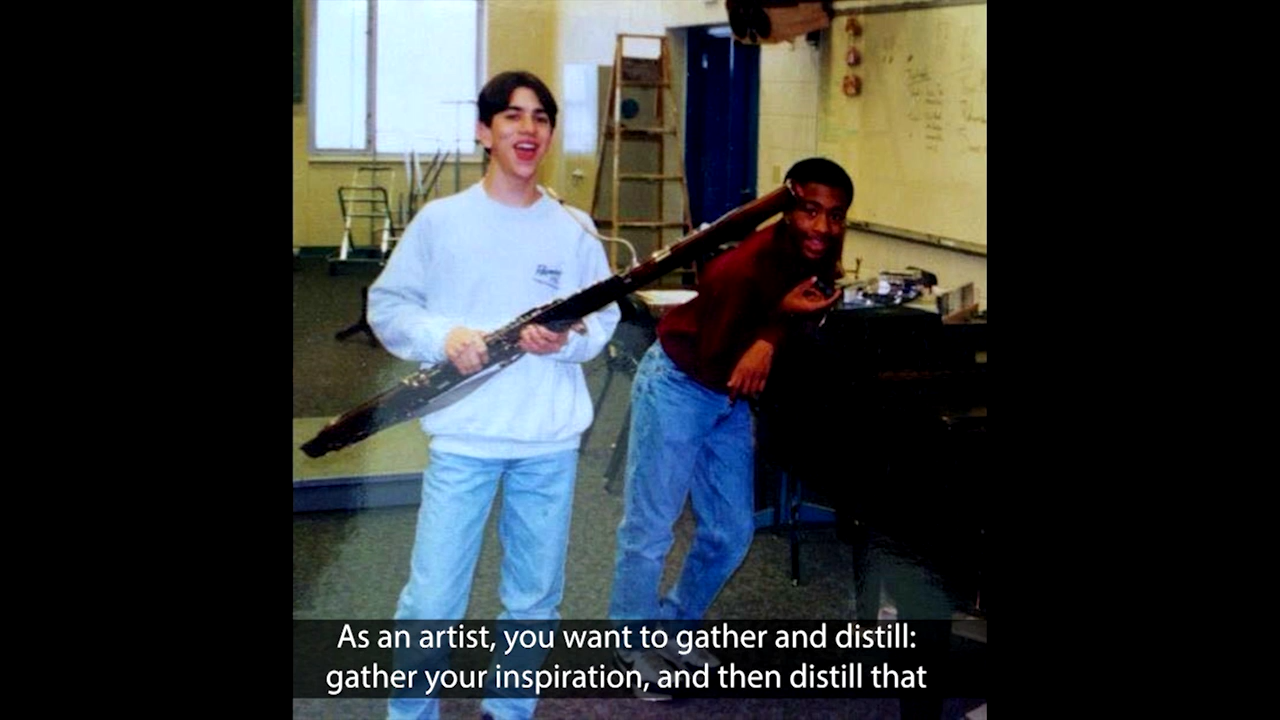 As an artist, you want to gather and distill:
gather your inspiration, and then distill that